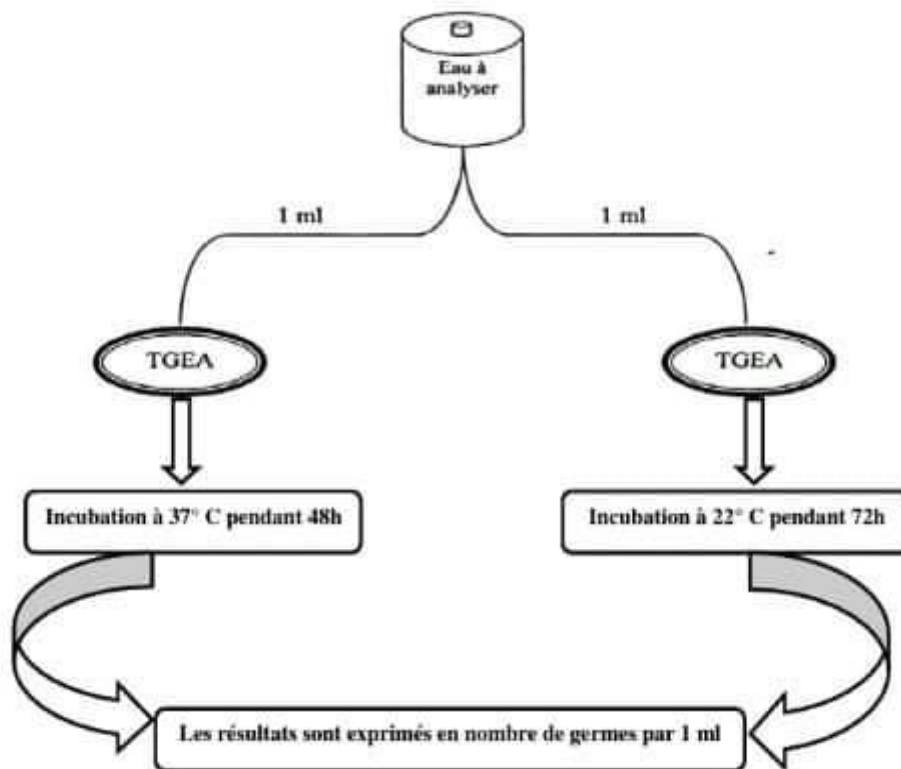 Eau à
analyser
1 ml
1 ml
TGEA
TGEA
Incubation à 37° C pendant 48h
Incubation à 22° C pendant 72h
Les résultats sont exprimés en nombre de germes par 1 ml